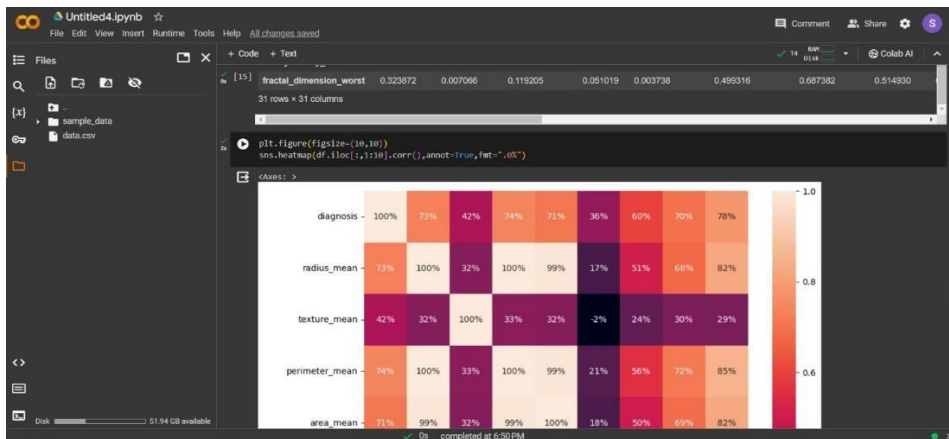 Untitled4.ipynb
File Edit View Insert Runtime Tools Help All changes saved
Comment
Share
S
Files
+ Code + Text
T4 RAM
Disk
Colab AI
..
sample_data
data.csv
{x}
<>
Disk 51.94 GB available
[15] fractal_dimension_worst 0.323872 0.007066 0.119205 0.051019 0.003738 0.499316 0.687382 0.514930
0s
31 rows × 31 columns
plt.figure(figsize=(10,10))
2s
sns.heatmap(df.iloc[:,1:10].corr(),annot=True,fmt=".0%")
<Axes: >
diagnosis 100% 73% 42% 74% 71% 36% 60% 70% 78%
radius_mean 73% 100% 32% 100% 99% 17% 51% 68% 82%
texture_mean 42% 32% 100% 33% 32% -2% 24% 30% 29%
perimeter_mean 74% 100% 33% 100% 99% 21% 56% 72% 85%
area_mean 71% 99% 32% 99% 100% 18% 50% 69% 82%
1.0
0.8
0.6
0s completed at 6:50 PM